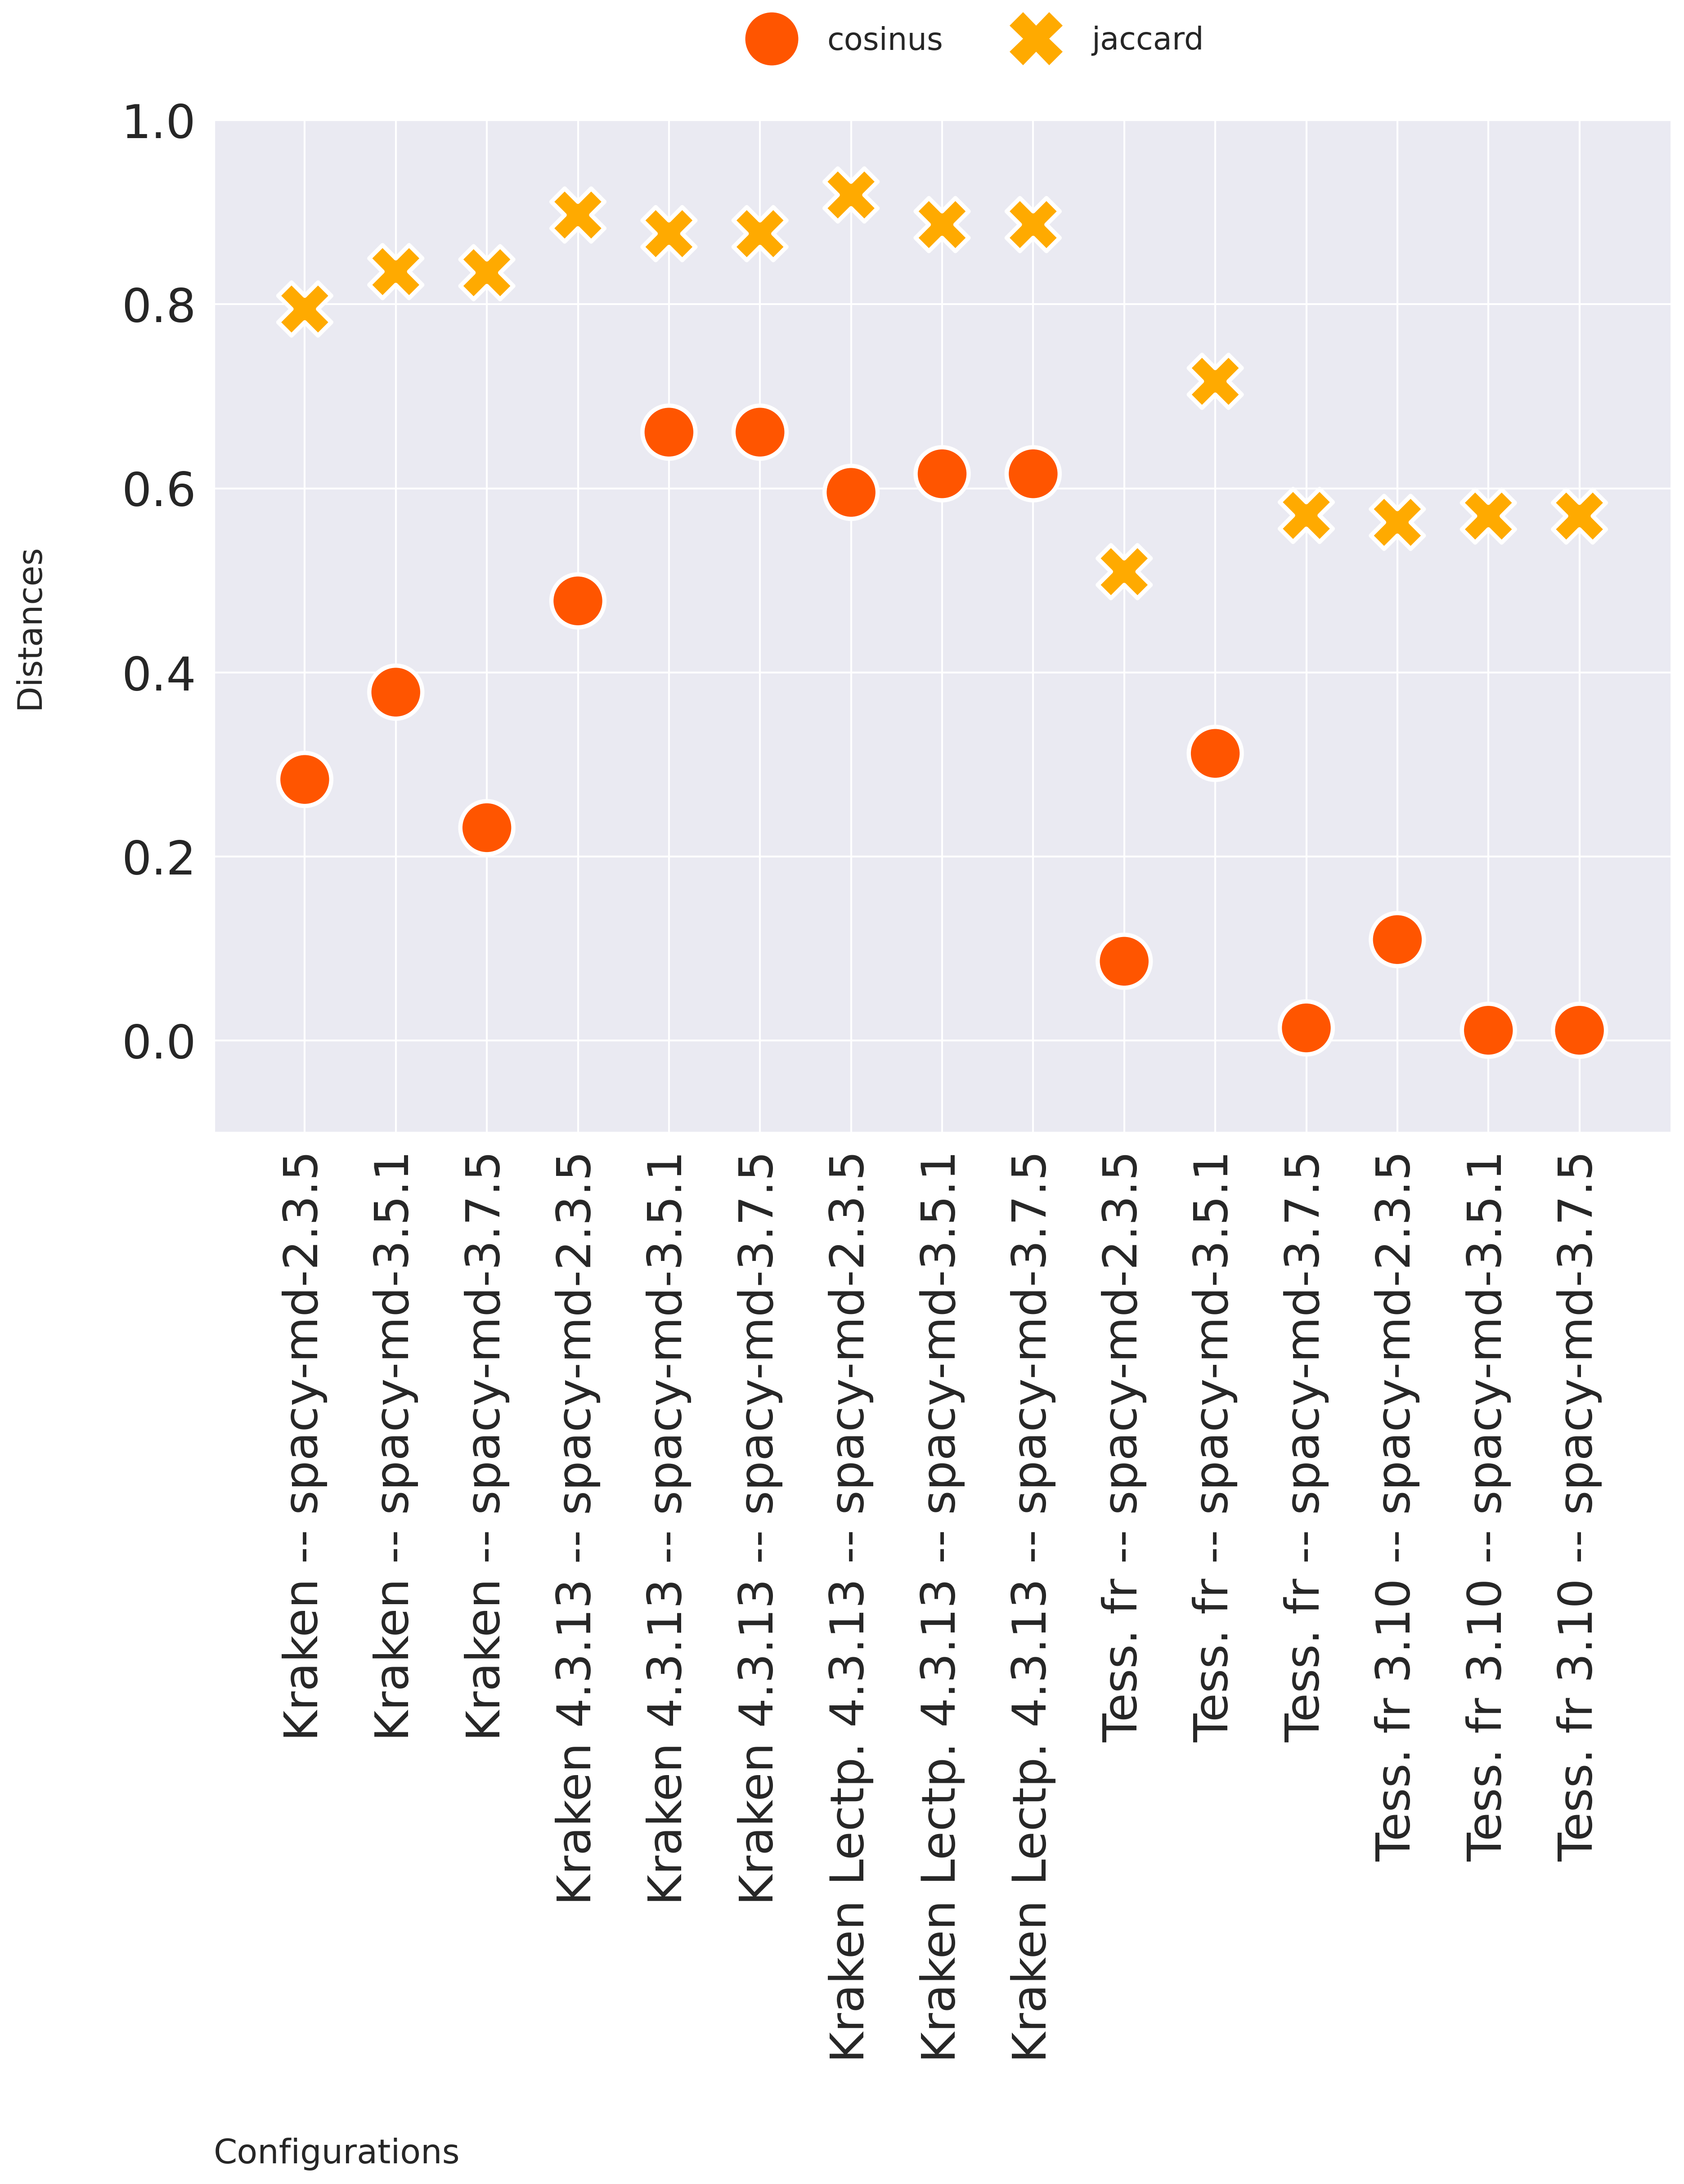 cosinus jaccard
1.0
0.8
0.6
0.4
0.2
0.0
Distances
Kraken -- spacy-md-2.3.5
Kraken -- spacy-md-3.5.1
Kraken -- spacy-md-3.7.5
Kraken 4.3.13 -- spacy-md-2.3.5
Kraken 4.3.13 -- spacy-md-3.5.1
Kraken 4.3.13 -- spacy-md-3.7.5
Kraken Lectp. 4.3.13 -- spacy-md-2.3.5
Kraken Lectp. 4.3.13 -- spacy-md-3.5.1
Kraken Lectp. 4.3.13 -- spacy-md-3.7.5
Tess. fr -- spacy-md-2.3.5
Tess. fr -- spacy-md-3.5.1
Tess. fr -- spacy-md-3.7.5
Tess. fr 3.10 -- spacy-md-2.3.5
Tess. fr 3.10 -- spacy-md-3.5.1
Tess. fr 3.10 -- spacy-md-3.7.5
Configurations